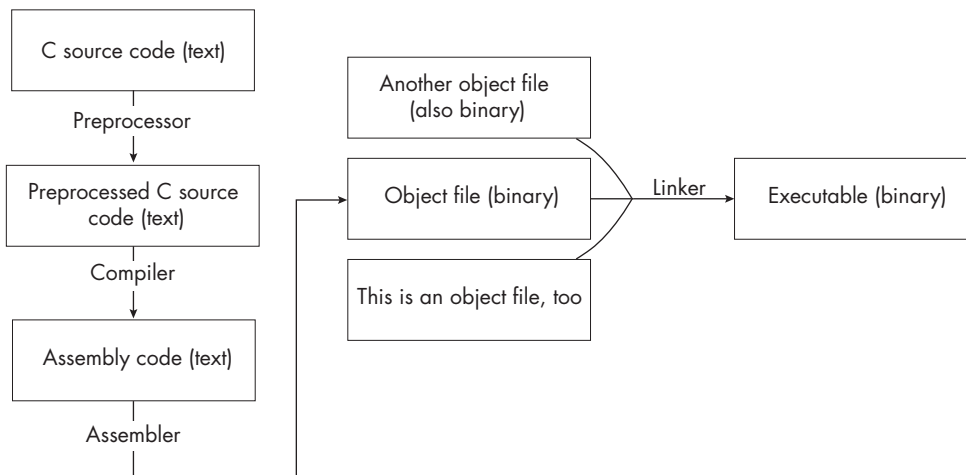 C source code (text)
Preprocessor
Preprocessed C source
code (text)
Compiler
Assembly code (text)
Assembler
Another object file
(also binary)
Object file (binary)
This is an object file, too
Linker
Executable (binary)